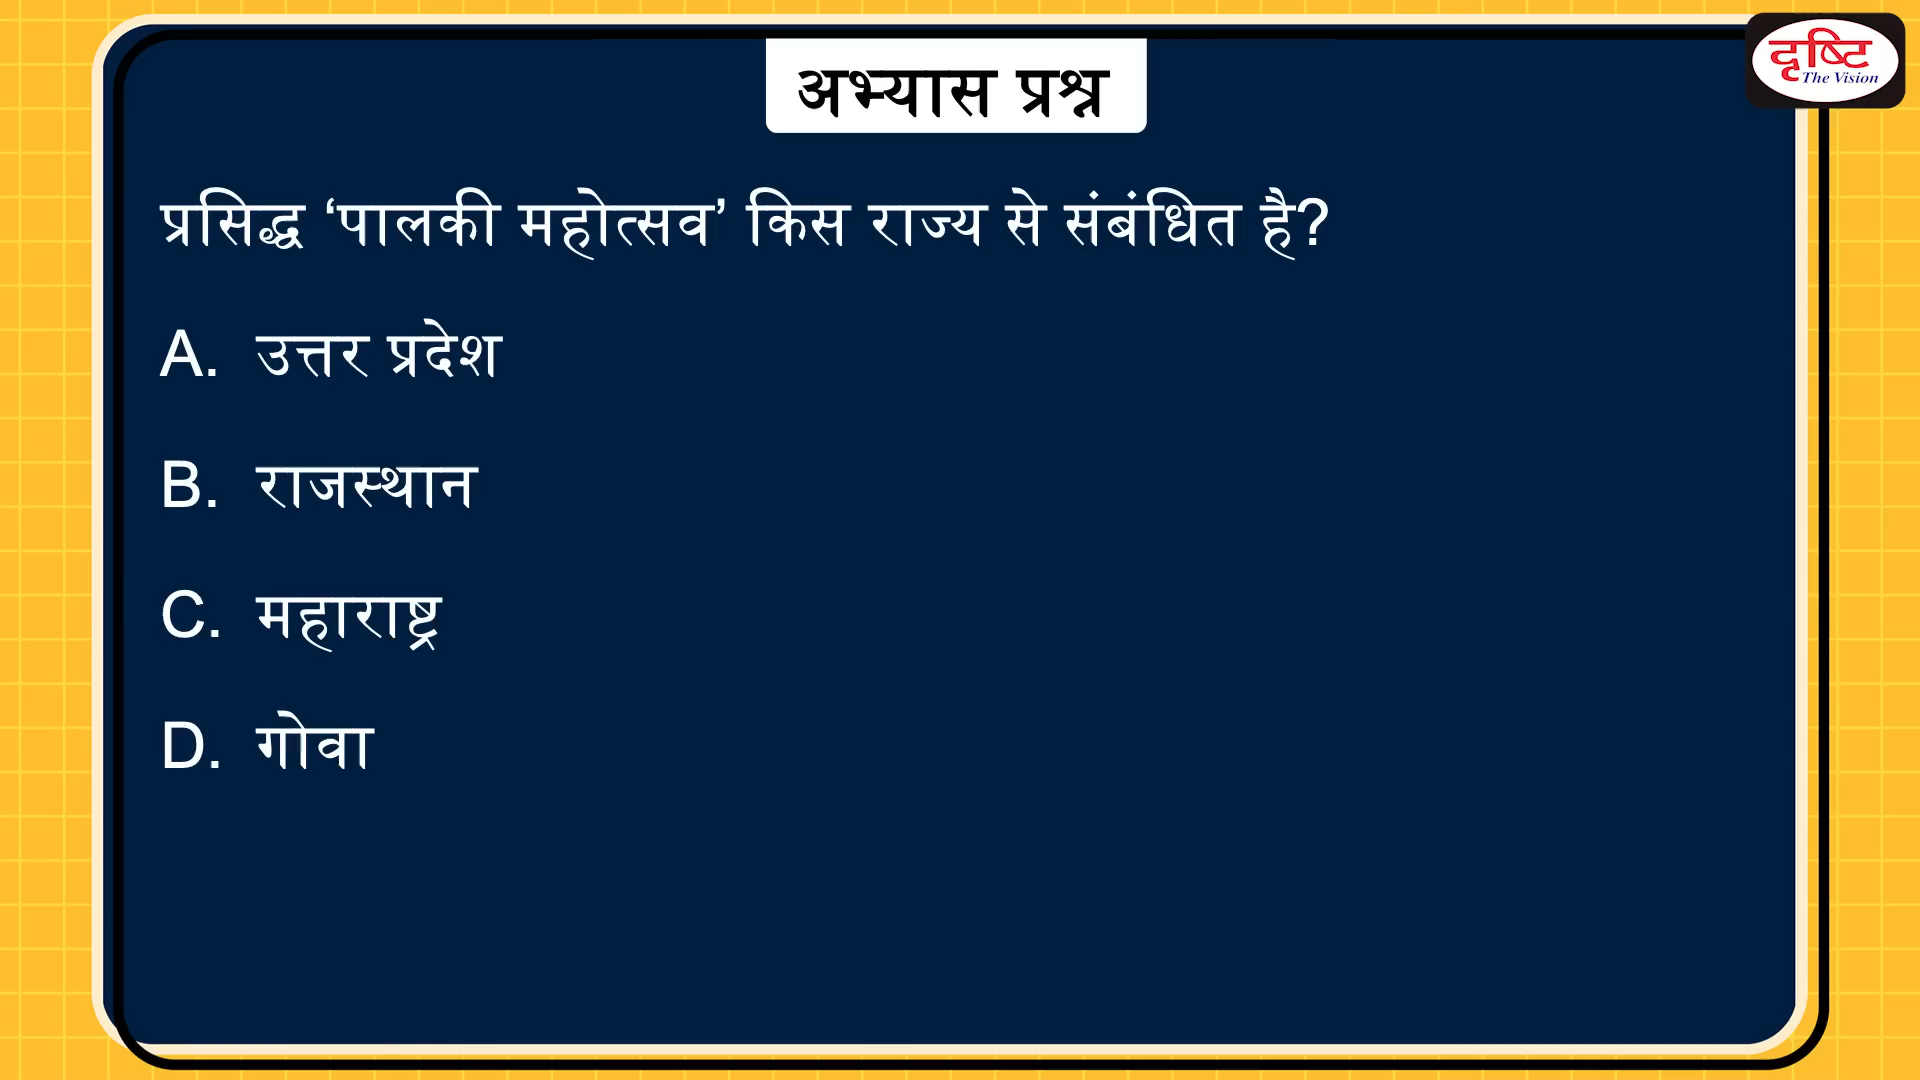 दृष्टि
The Vision
अभ्यास प्रश्न
प्रसिद्ध ‘पालकी महोत्सव’ किस राज्य से संबंधित है?
A. उत्तर प्रदेश
B. राजस्थान
C. महाराष्ट्र
D. गोवा